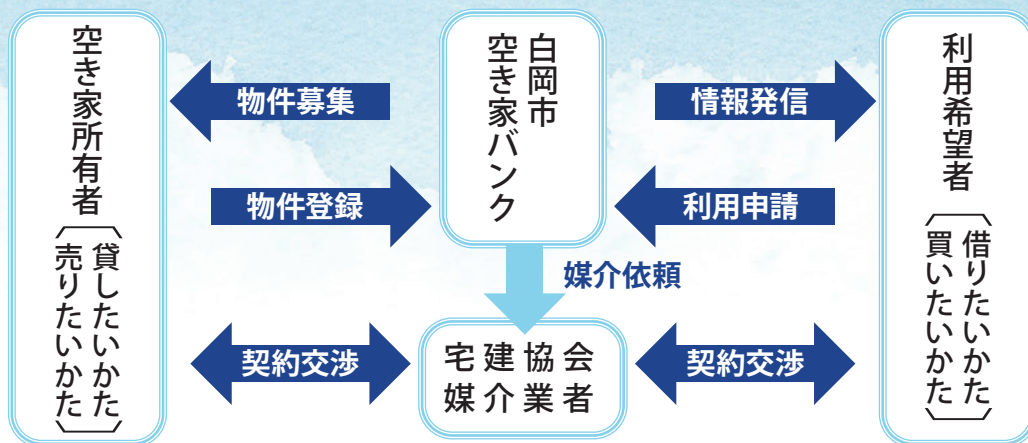 空き家所有者
〔貸したいかた
売りたいかた〕
物件募集
物件登録
契約交渉
白岡市
空き家バンク
媒介依頼
宅建協会
媒介業者
情報発信
利用申請
契約交渉
利用希望者
〔借りたいかた
買いたいかた〕